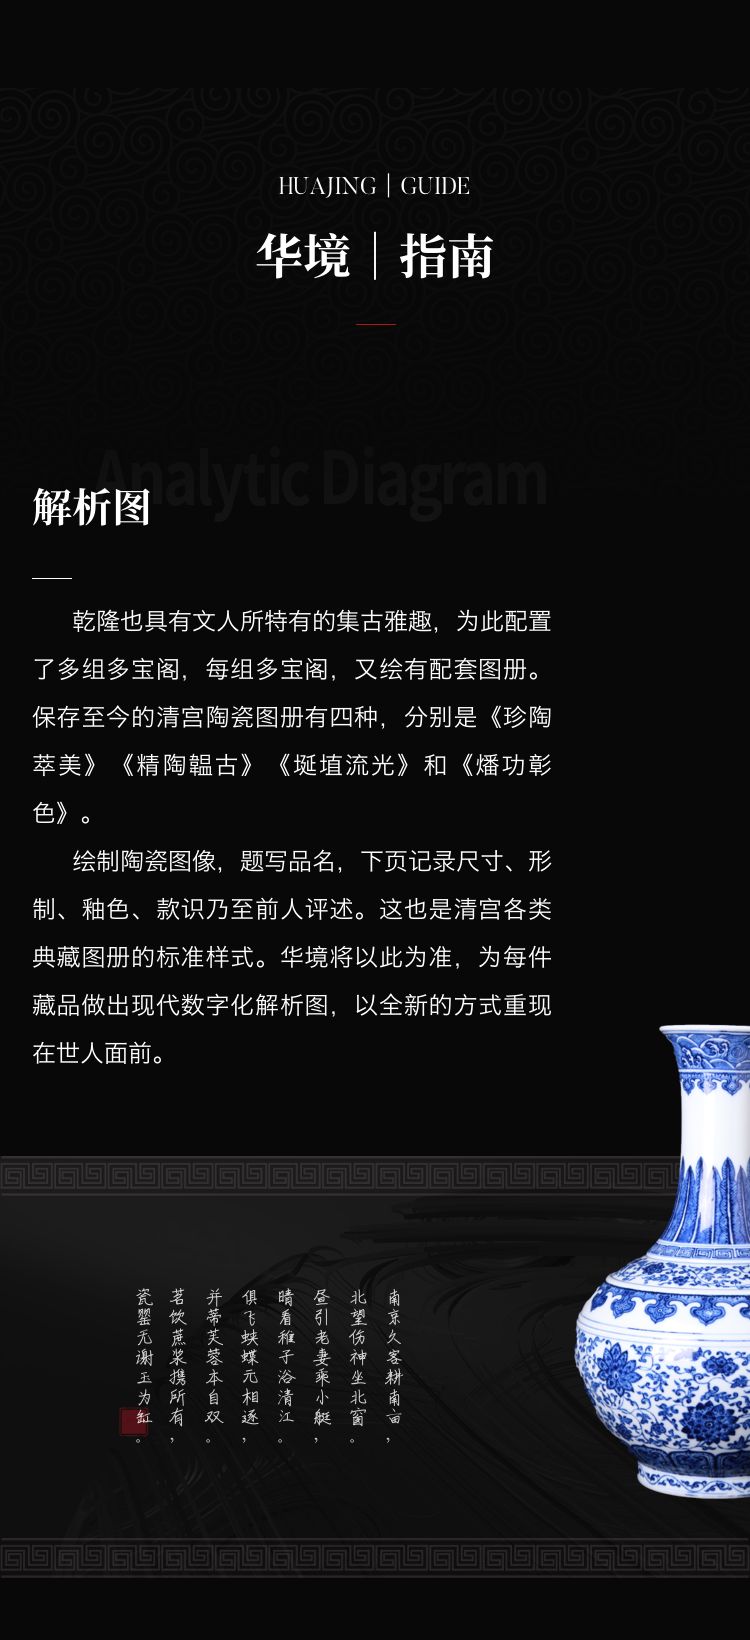 HUAJING | GUIDE
华境｜指南
Analytic Diagram
解析图
乾隆也具有文人所特有的集古雅趣，为此配置
了多组多宝阁，每组多宝阁，又绘有配套图册。
保存至今的清宫陶瓷图册有四种，分别是《珍陶
萃美》《精陶韫古》《埏埴流光》和《燔功彰
色》。
绘制陶瓷图像，题写品名，下页记录尺寸、形
制、釉色、款识乃至前人评述。这也是清宫各类
典藏图册的标准样式。华境将以此为准，为每件
藏品做出现代数字化解析图，以全新的方式重现
在世人面前。
南京久客耕南亩，
北望伤神坐北窗。
昼引老妻乘小艇，
晴看稚子浴清江。
俱飞蛱蝶元相逐，
并蒂芙蓉本自双。
茗饮蔗浆携所有，
瓷罂无谢玉为缸。